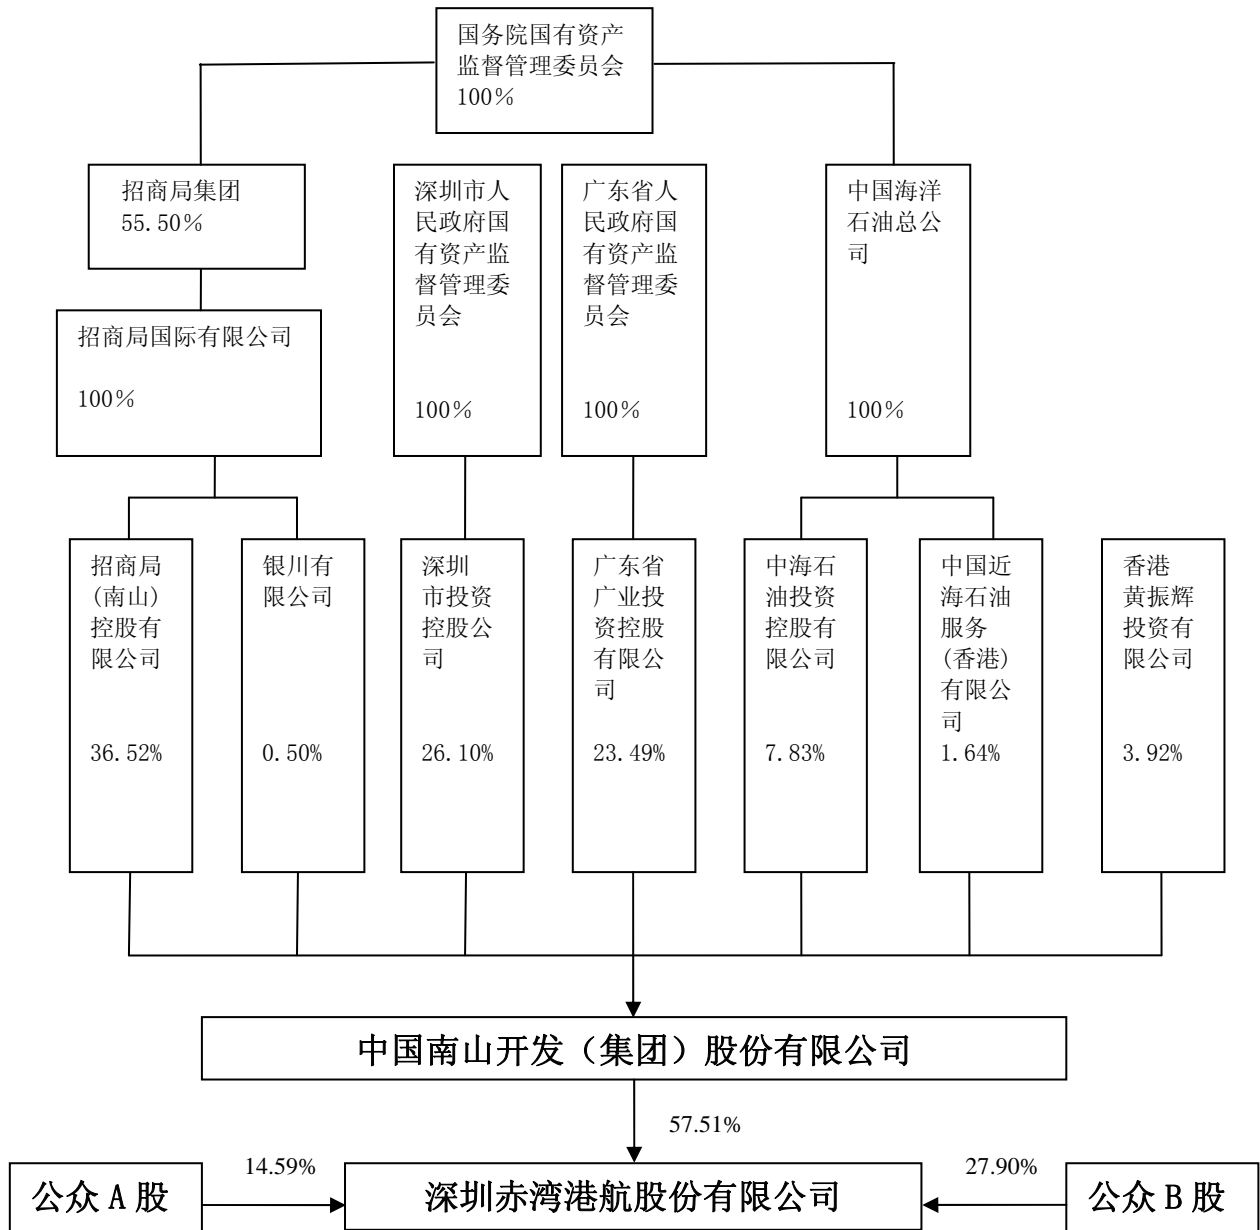 国务院国有资产
监督管理委员会
100%
招商局集团
55.50%
深圳市人
民政府国
有资产监
督管理委
员会
100%
广东省人
民政府国
有资产监
督管理委
员会
100%
中国海洋
石油总公
司
100%
招商局国际有限公司
100%
招商局
(南山)
控股有
限公司
36.52%
银川有
限公司
0.50%
深圳
市投资
控股公
司
26.10%
广东省
广业投
资控股
有限公
司
23.49%
中海石
油投资
控股有
限公司
7.83%
中国近
海石油
服务
(香港)
有限公
司
1.64%
香港
黄振辉
投资有
限公司
3.92%
中国南山开发（集团）股份有限公司
57.51%
公众 A 股
14.59%
深圳赤湾港航股份有限公司
27.90%
公众 B 股